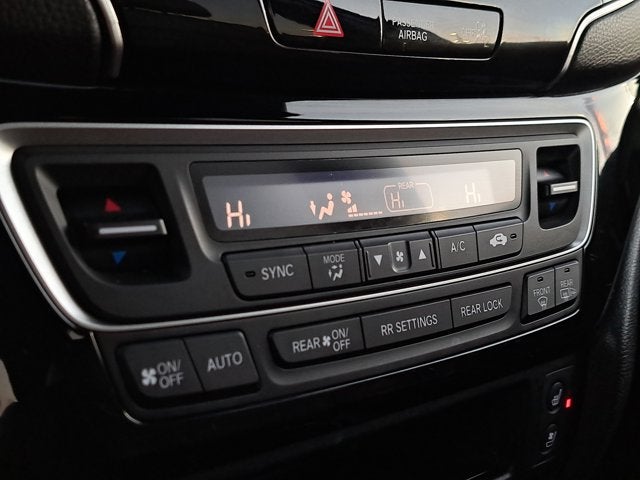 PASSENGER
AIRBAG
REAR
Hi Hi Hi
SYNC MODE A/C
FRONT REAR
REAR ON/OFF RR SETTINGS REAR LOCK
ON/OFF AUTO